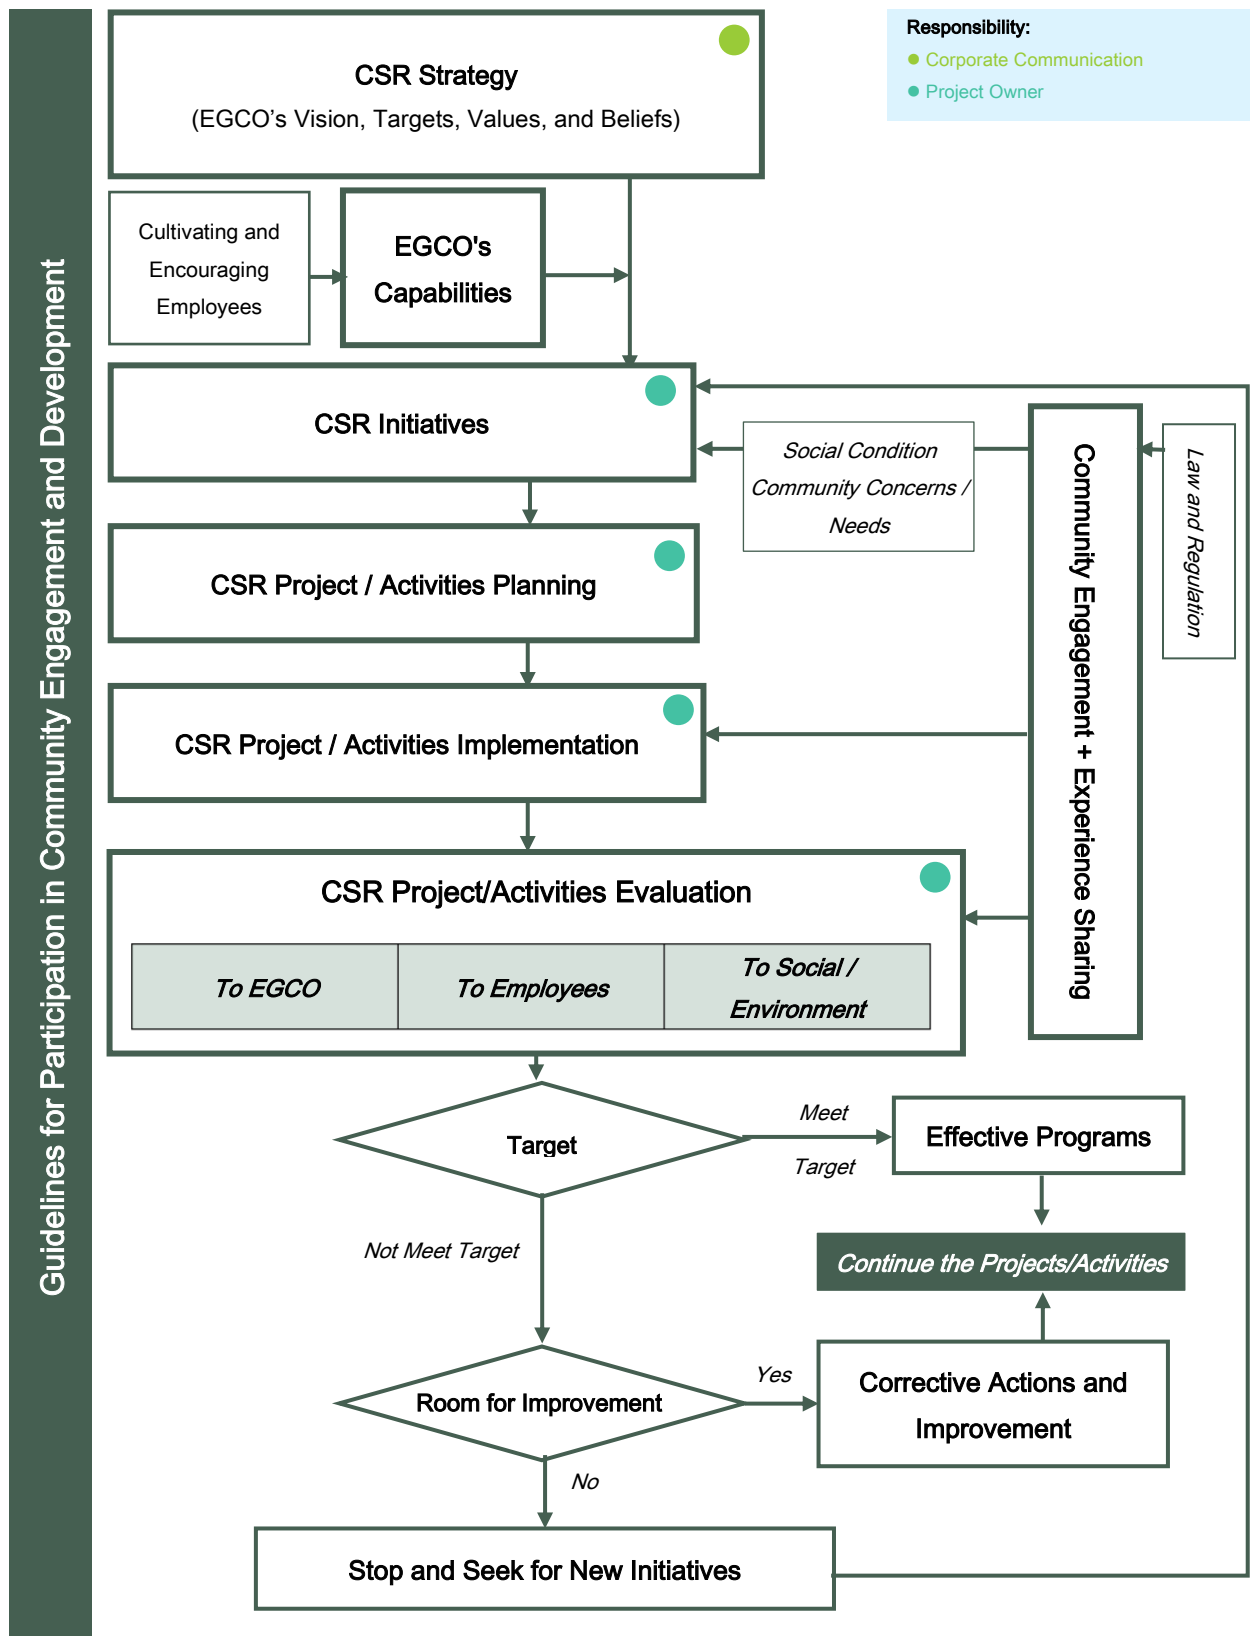 Guidelines for Participation in Community Engagement and Development
CSR Strategy
(EGCO’s Vision, Targets, Values, and Beliefs)
Responsibility:
Corporate Communication
Project Owner
Cultivating and
Encouraging
Employees
EGCO's
Capabilities
CSR Initiatives
Social Condition
Community Concerns /
Needs
Community Engagement + Experience Sharing
Law and Regulation
CSR Project / Activities Planning
CSR Project / Activities Implementation
CSR Project/Activities Evaluation
To EGCO
To Employees
To Social /
Environment
Target
Meet
Target
Effective Programs
Not Meet Target
Continue the Projects/Activities
Room for Improvement
Yes
Corrective Actions and
Improvement
No
Stop and Seek for New Initiatives